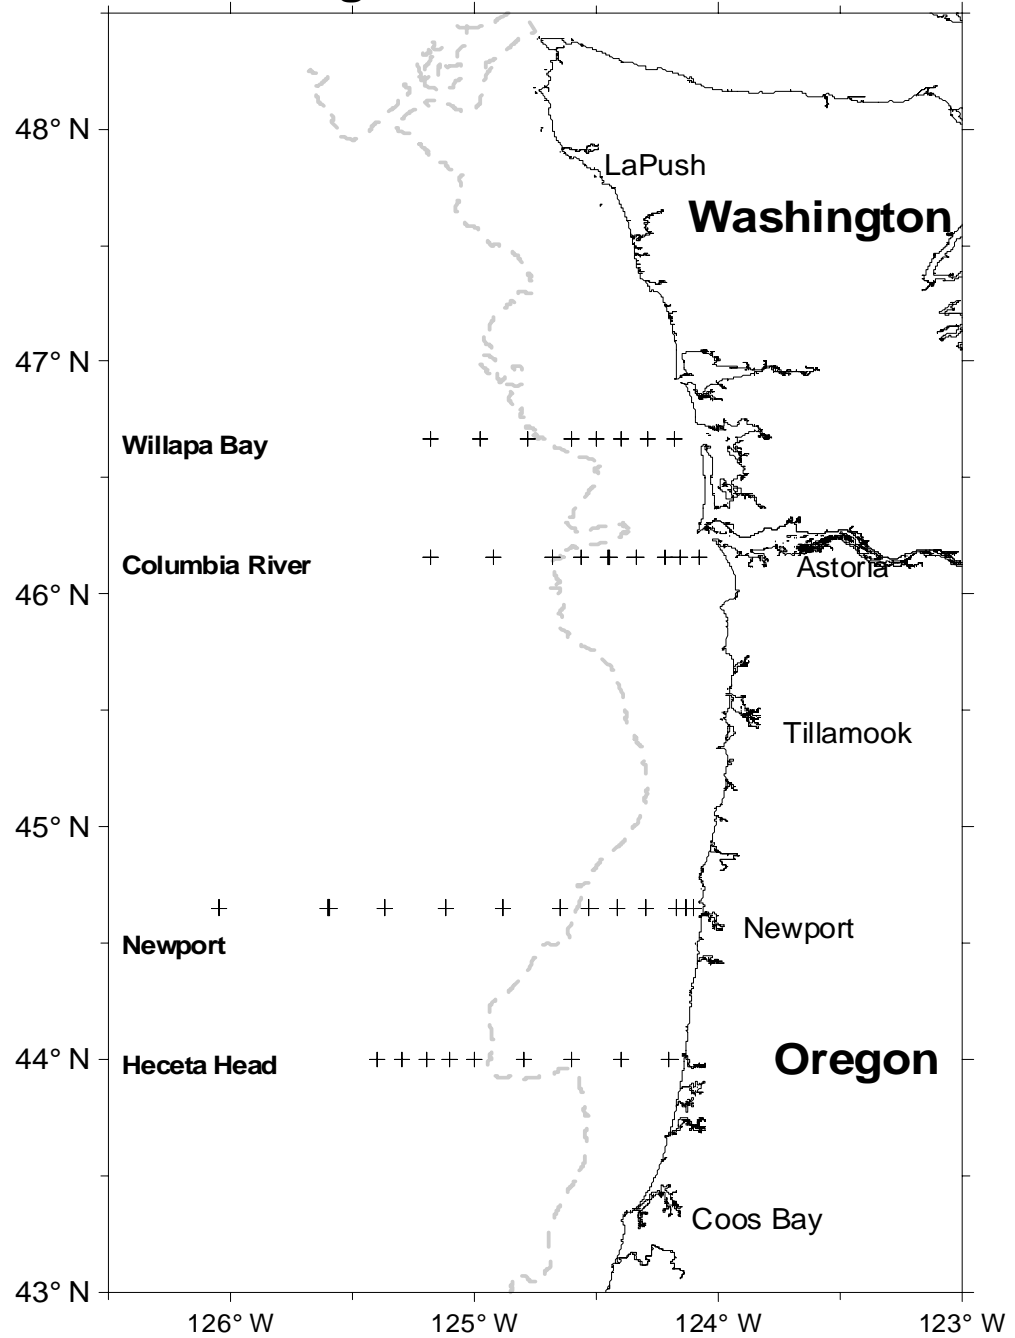 48° N
LaPush
Washington
47° N
Willapa Bay
Columbia River
Astoria
46° N
Tillamook
45° N
Newport
Newport
44° N
Heceta Head
Oregon
Coos Bay
43° N
126° W
125° W
124° W
123° W